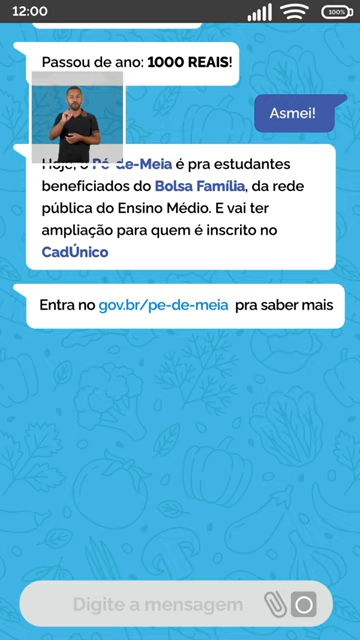 12:00
100%
Passou de ano: 1000 REAIS!
Asmei!
Hoje, o Pé-de-Meia é pra estudantes
beneficiados do Bolsa Família, da rede
pública do Ensino Médio. E vai ter
ampliação para quem é inscrito no
CadÚnico
Entra no gov.br/pe-de-meia pra saber mais
Digite a mensagem